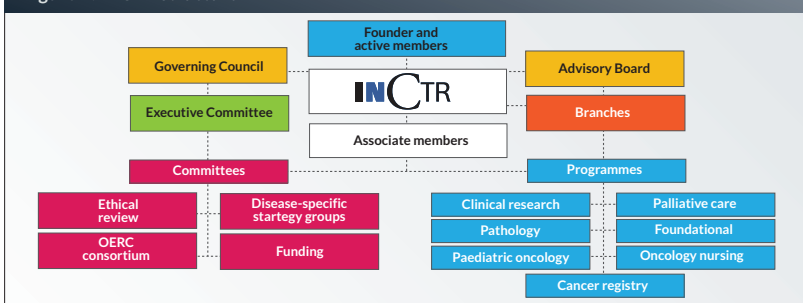 Founder and
active members
Governing Council
Advisory Board
INCTR
Executive Committee
Branches
Associate members
Committees
Programmes
Ethical
review
Disease-specific
startegy groups
Clinical research
Palliative care
OERC
consortium
Funding
Pathology
Foundational
Paediatric oncology
Oncology nursing
Cancer registry